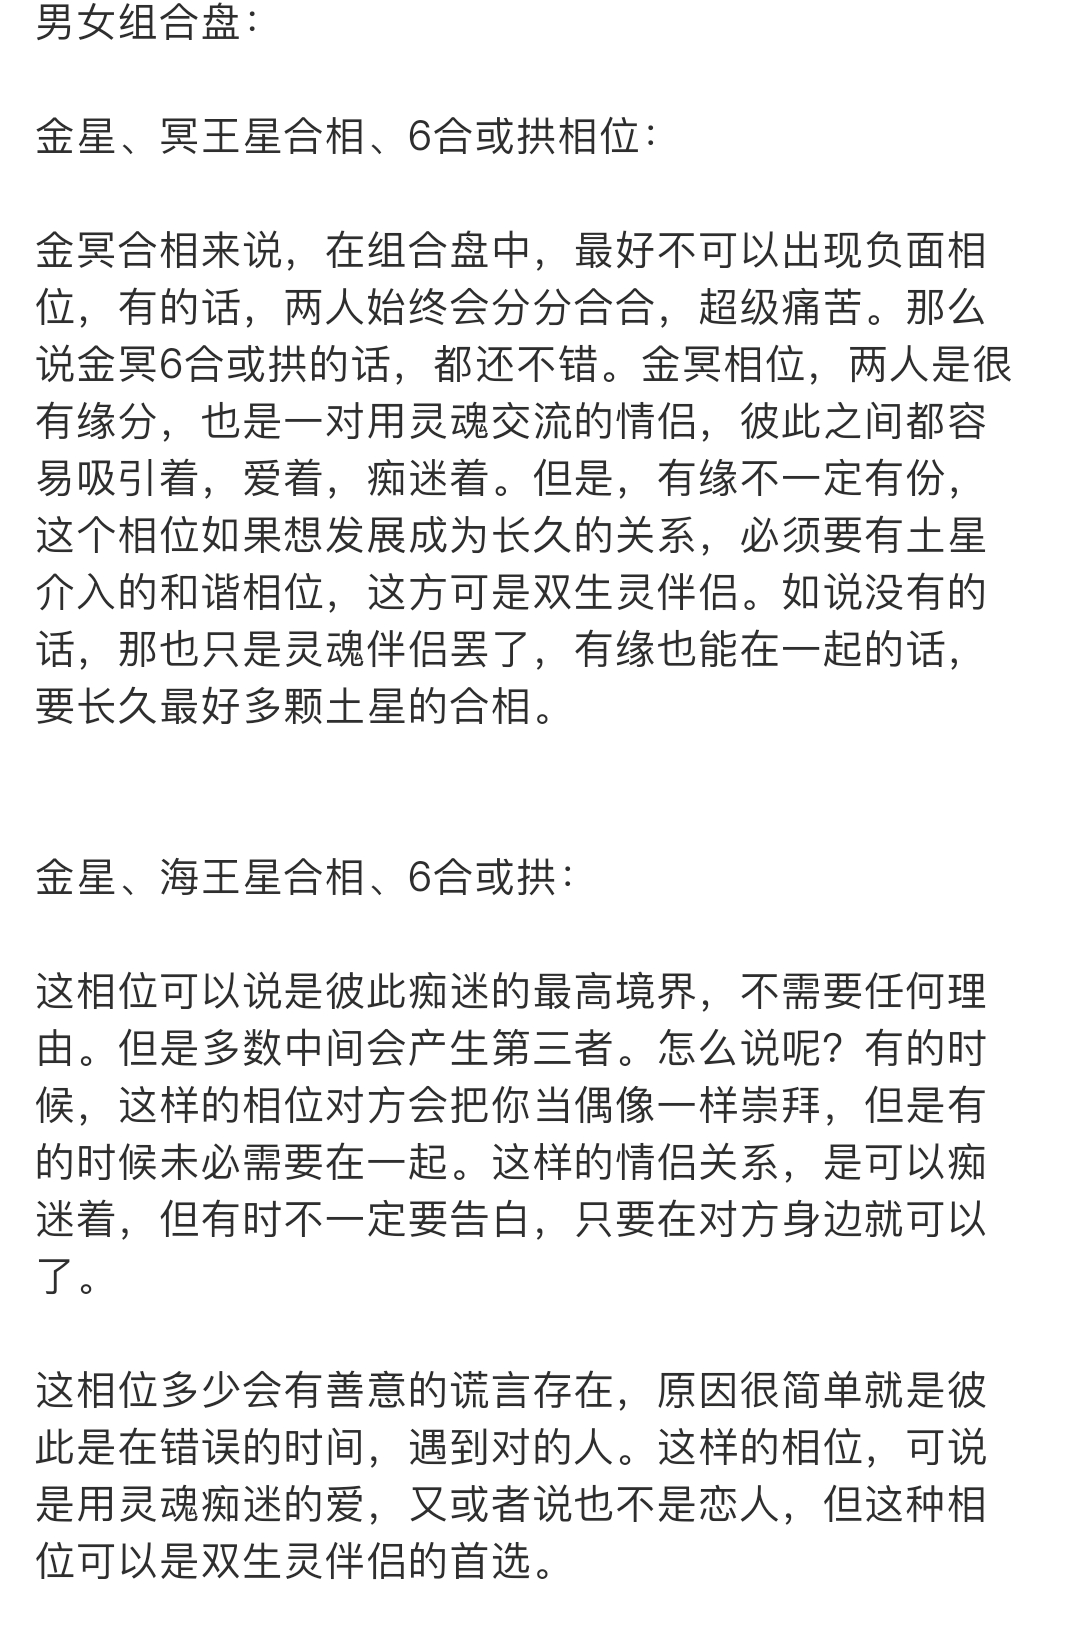 男女组合盘：
金星、冥王星合相、6合或拱相位：
金冥合相来说，在组合盘中，最好不可以出现负面相
位，有的话，两人始终会分分合合，超级痛苦。那么
说金冥6合或拱的话，都还不错。金冥相位，两人是很
有缘分，也是一对用灵魂交流的情侣，彼此之间都容
易吸引着，爱着，痴迷着。但是，有缘不一定有份，
这个相位如果想发展成为长久的关系，必须要有土星
介入的和谐相位，这方可是双生灵伴侣。如说没有的
话，那也只是灵魂伴侣罢了，有缘也能在一起的话，
要长久最好多颗土星的合相。
金星、海王星合相、6合或拱：
这相位可以说是彼此痴迷的最高境界，不需要任何理
由。但是多数中间会产生第三者。怎么说呢？有的时
候，这样的相位对方会把你当偶像一样崇拜，但是有
的时候未必需要在一起。这样的情侣关系，是可以痴
迷着，但有时不一定要告白，只要在对方身边就可以
了。
这相位多少会有善意的谎言存在，原因很简单就是彼
此是在错误的时间，遇到对的人。这样的相位，可说
是用灵魂痴迷的爱，又或者说也不是恋人，但这种相
位可以是双生灵伴侣的首选。